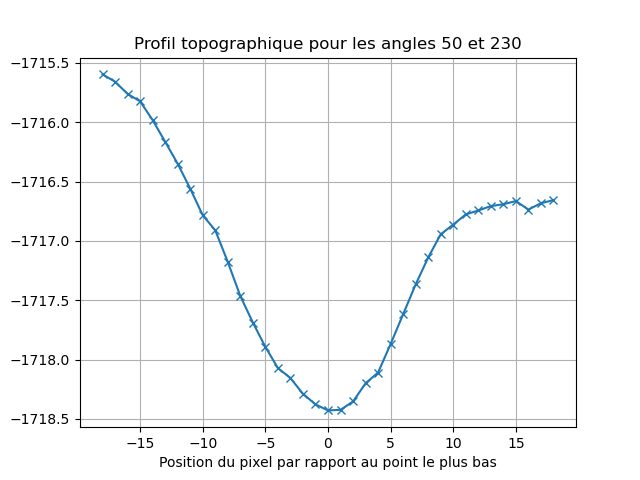 Profil topographique pour les angles 50 et 230
−1715.5
−1716.0
−1716.5
−1717.0
−1717.5
−1718.0
−1718.5
−15 −10 −5 0 5 10 15
Position du pixel par rapport au point le plus bas